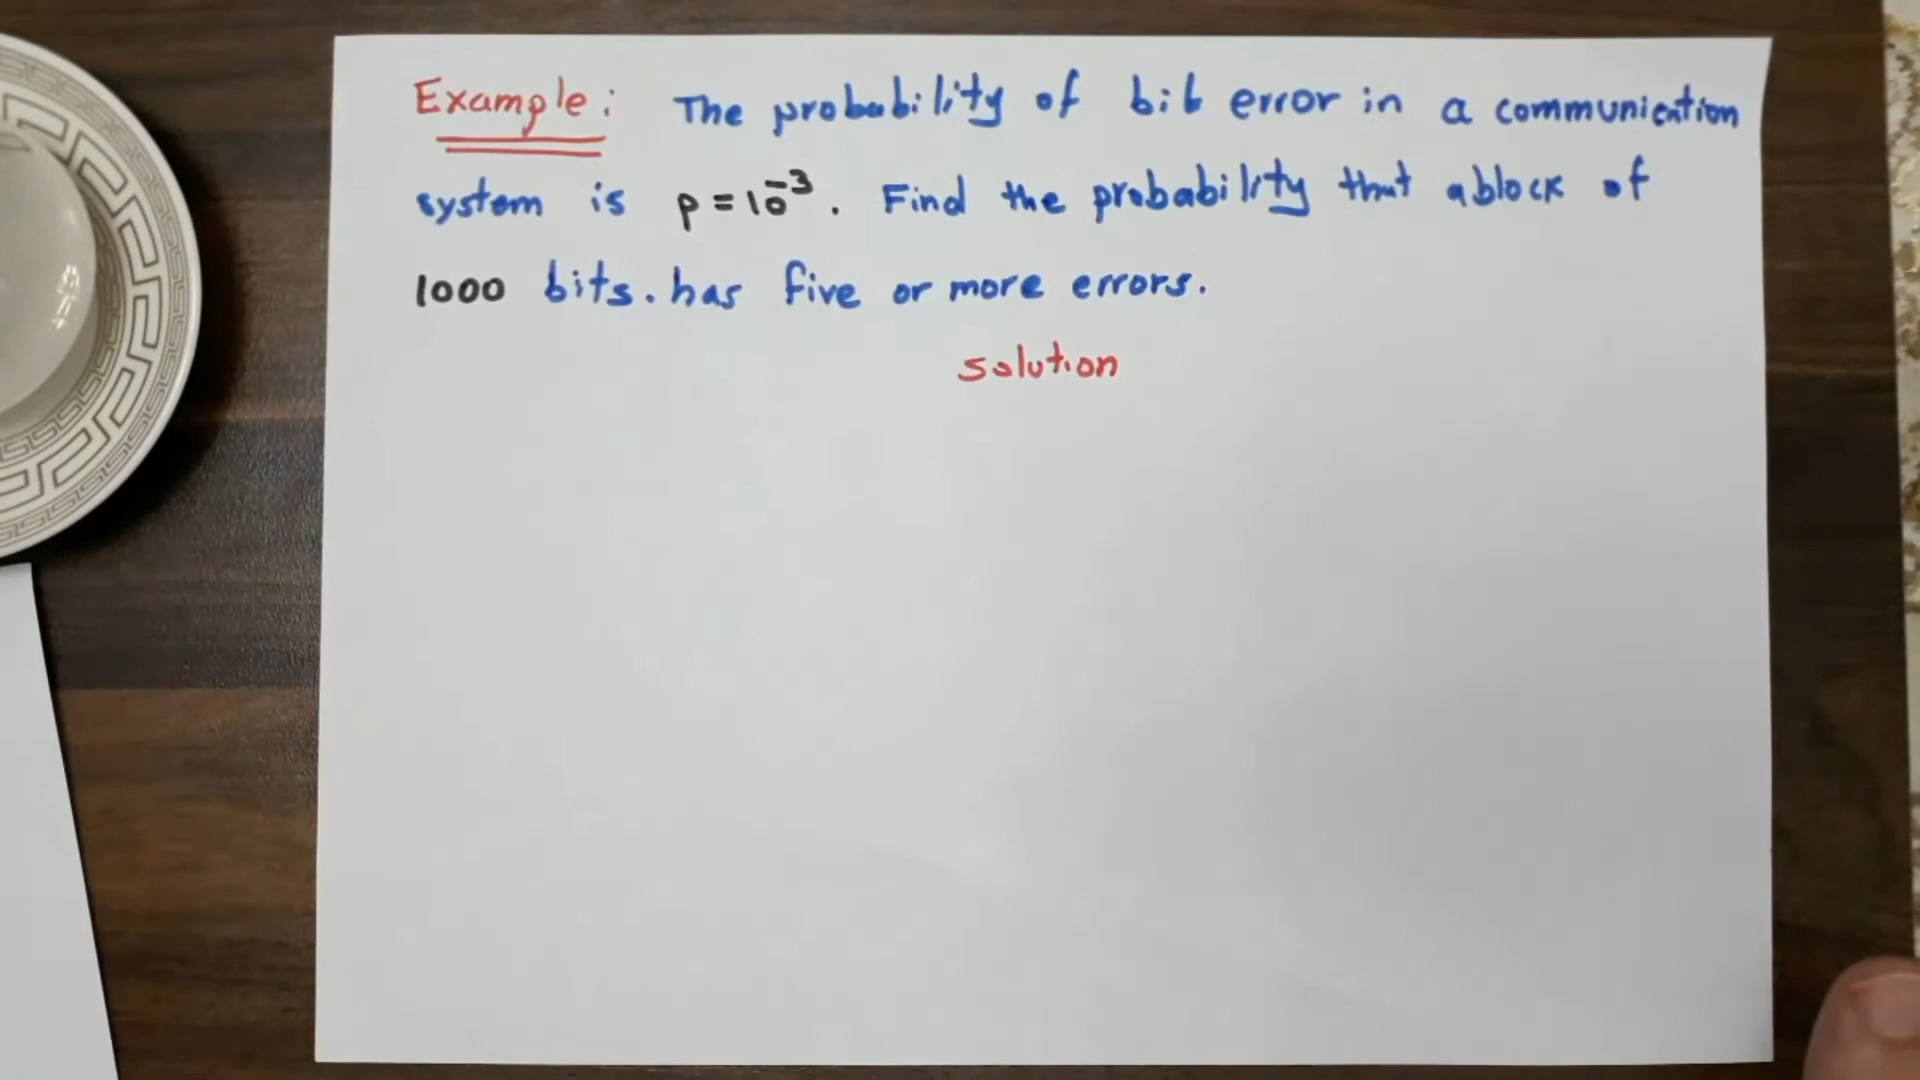 Example: The probability of bit error in a communication
system is p = 10⁻³. Find the probability that a block of
1000 bits. has five or more errors.
solution